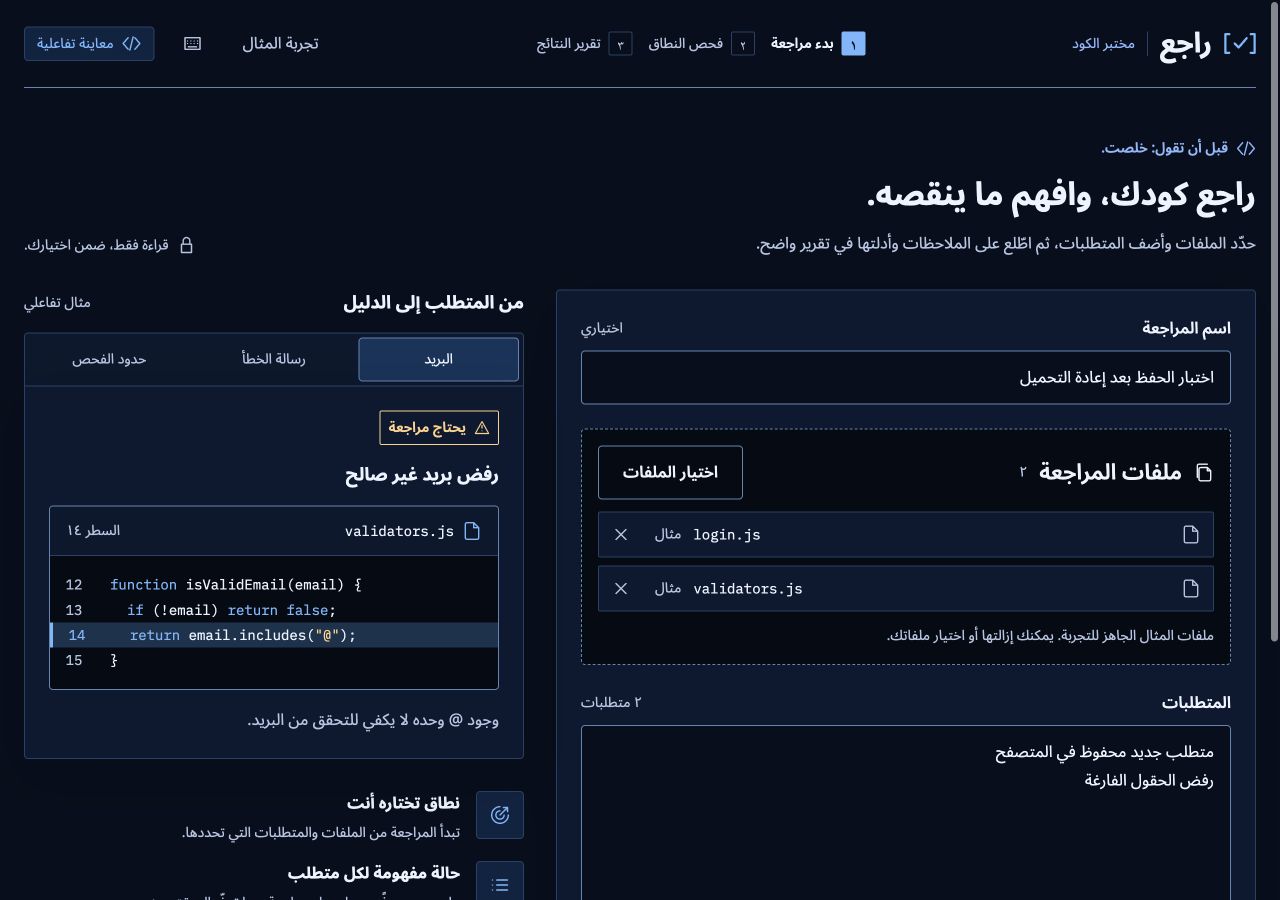 راجع
مختبر الكود
١ بدء مراجعة
٢ فحص النطاق
٣ تقرير النتائج
تجربة المثال
معاينة تفاعلية
قبل أن تقول: خلصت.
راجع كودك، وافهم ما ينقصه.
حدّد الملفات وأضف المتطلبات، ثم اطّلع على الملاحظات وأدلتها في تقرير واضح.
قراءة فقط، ضمن اختيارك.
اسم المراجعة
اختياري
اختبار الحفظ بعد إعادة التحميل
ملفات المراجعة ٢
اختيار الملفات
login.js مثال
validators.js مثال
ملفات المثال الجاهز للتجربة. يمكنك إزالتها أو اختيار ملفاتك.
المتطلبات
٢ متطلبات
متطلب جديد محفوظ في المتصفح
رفض الحقول الفارغة
من المتطلب إلى الدليل
مثال تفاعلي
البريد
رسالة الخطأ
حدود الفحص
يحتاج مراجعة
رفض بريد غير صالح
validators.js
السطر ١٤
12 function isValidEmail(email) {
13 if (!email) return false;
14 return email.includes("@");
15 }
وجود @ وحده لا يكفي للتحقق من البريد.
نطاق تختاره أنت
تبدأ المراجعة من الملفات والمتطلبات التي تحددها.
حالة مفهومة لكل متطلب